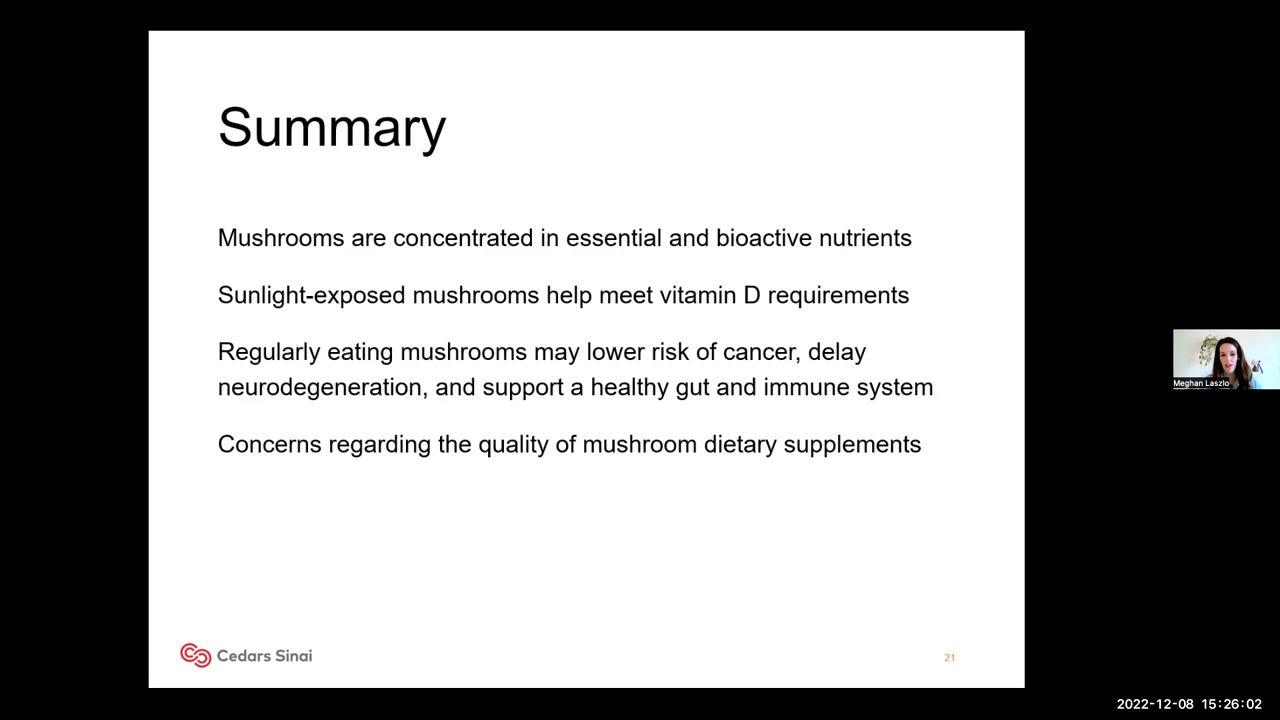 Summary
Mushrooms are concentrated in essential and bioactive nutrients
Sunlight-exposed mushrooms help meet vitamin D requirements
Regularly eating mushrooms may lower risk of cancer, delay
neurodegeneration, and support a healthy gut and immune system
Meghan Laszlo
Concerns regarding the quality of mushroom dietary supplements
Cedars Sinai
21
2022-12-08 15:26:02